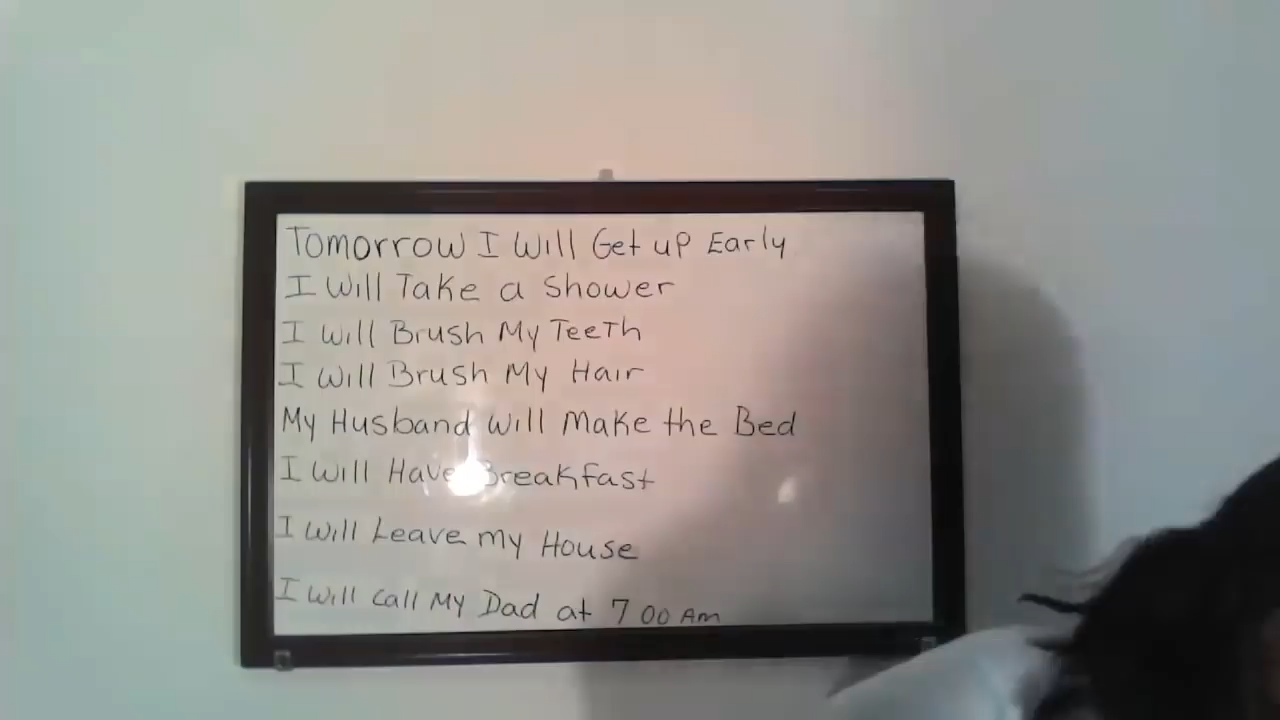 Tomorrow I Will Get up Early
I Will Take a Shower
I Will Brush My Teeth
I Will Brush My Hair
My Husband Will Make the Bed
I Will Have Breakfast
I Will Leave my House
I Will call My Dad at 7 00 Am